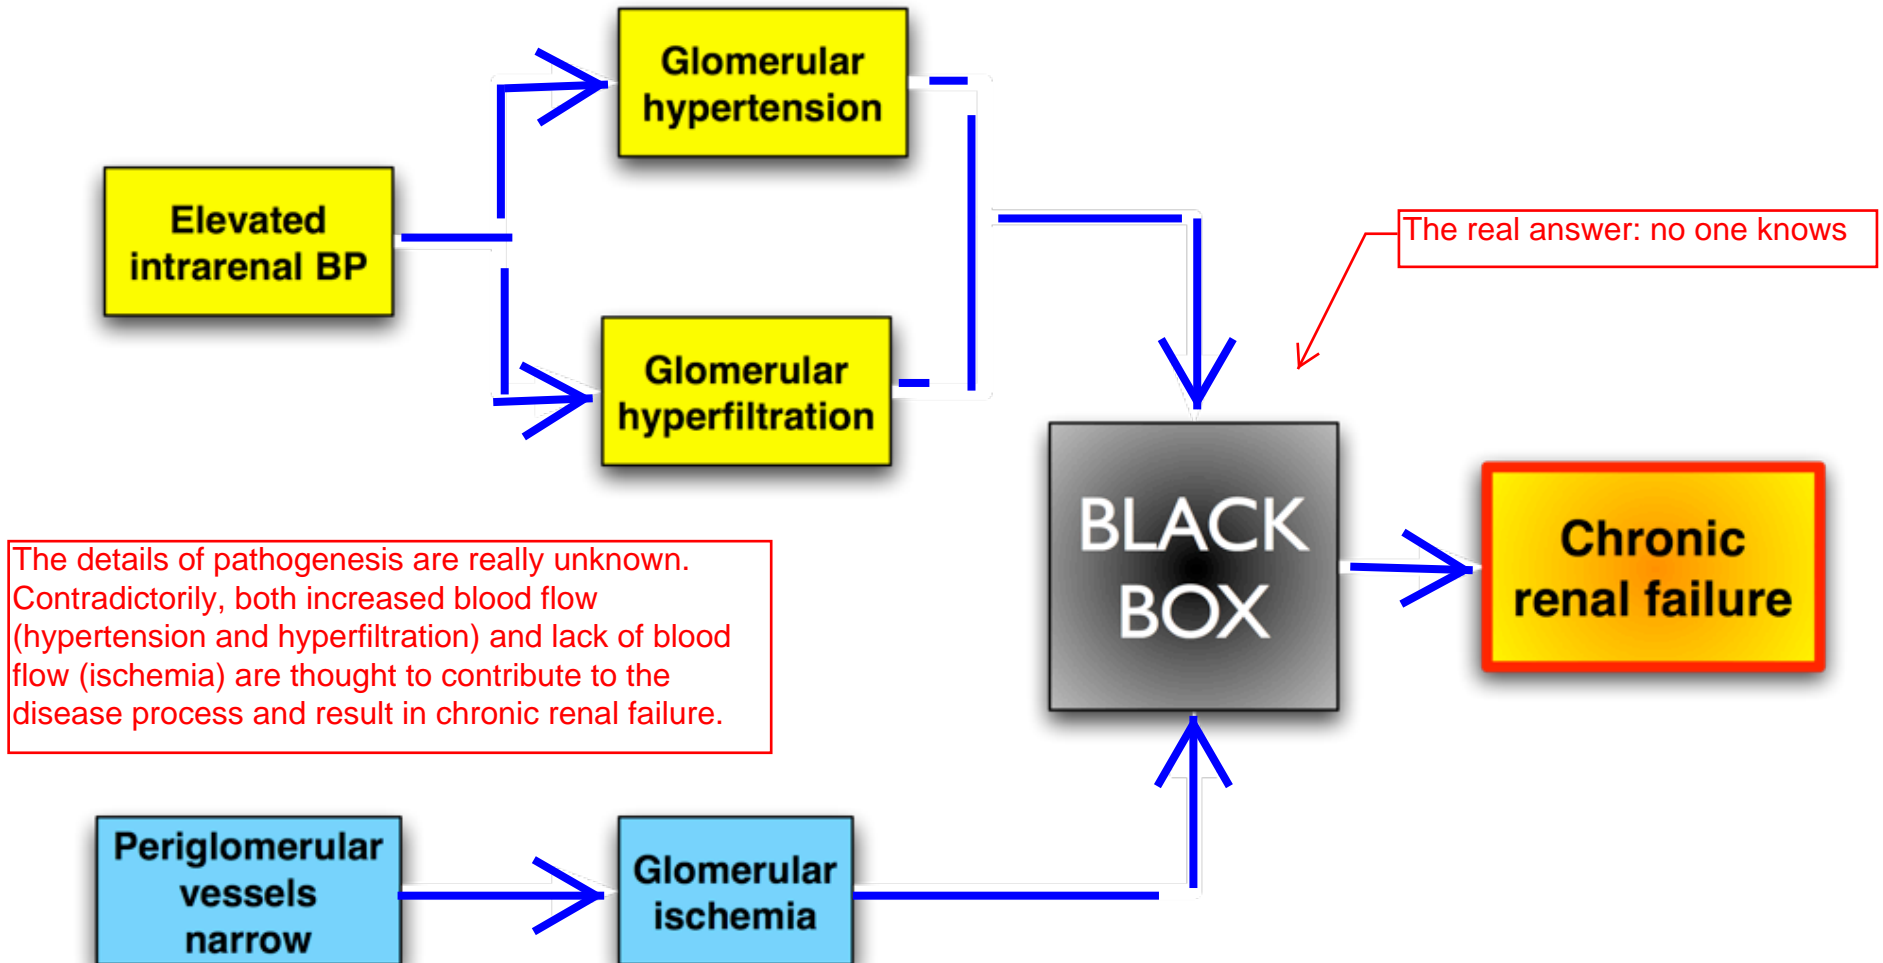 Glomerular
hypertension
Elevated
intrarenal BP
The real answer: no one knows
Glomerular
hyperfiltration
BLACK
BOX
Chronic
renal failure
The details of pathogenesis are really unknown.
Contradictorily, both increased blood flow
(hypertension and hyperfiltration) and lack of blood
flow (ischemia) are thought to contribute to the
disease process and result in chronic renal failure.
Periglomerular
vessels
narrow
Glomerular
ischemia